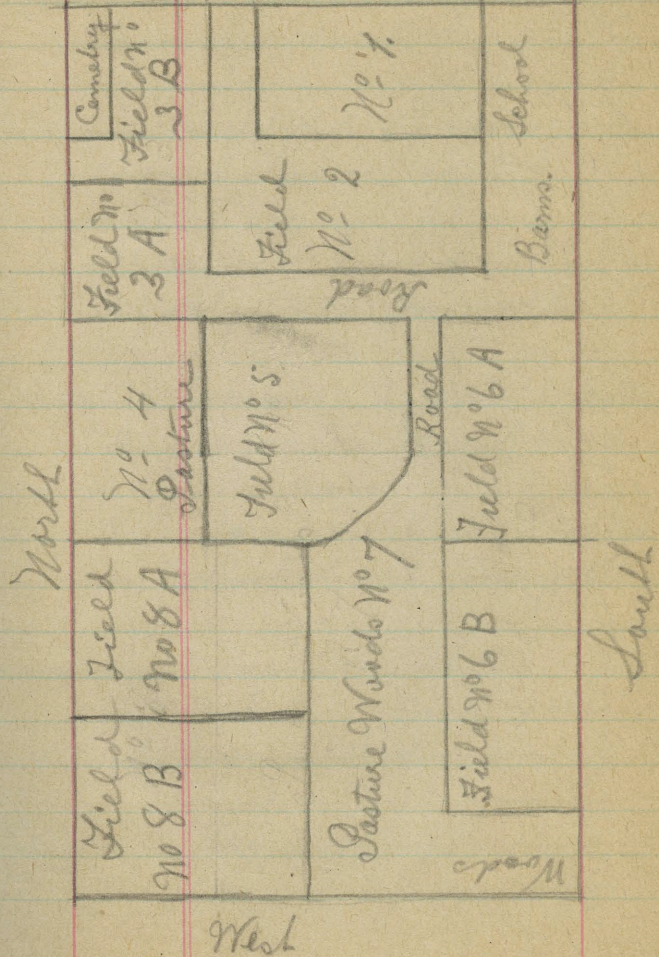 North
Cemetry
Field No
3 B
Field No
3 A
No 4
Pasture
Field
No 8 A
Field
No 8 B
No 1.
Field
No 2
Road
Field No 5
Road
Pasture Woods No 7
School
Barns.
Field No 6 A
Field No 6 B
Woods
West
South